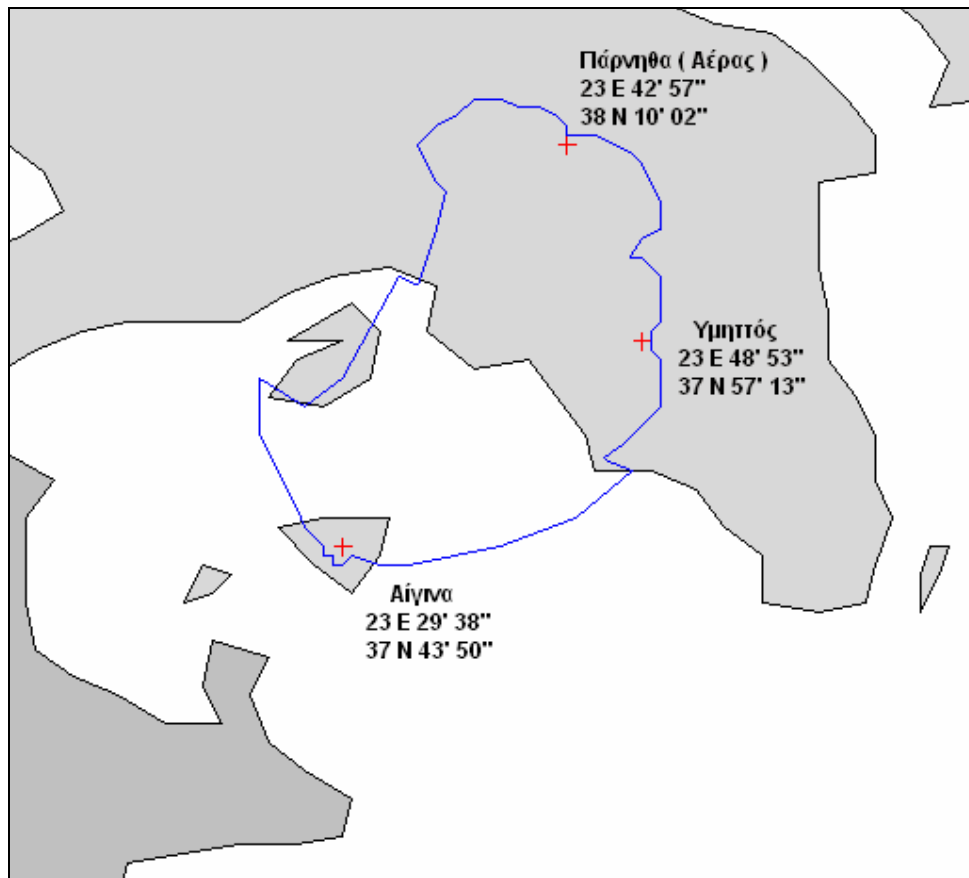 Πάρνηθα ( Αέρας )
23 E 42' 57"
38 N 10' 02"
Υμηττός
23 E 48' 53"
37 N 57' 13"
Αίγινα
23 E 29' 38"
37 N 43' 50"